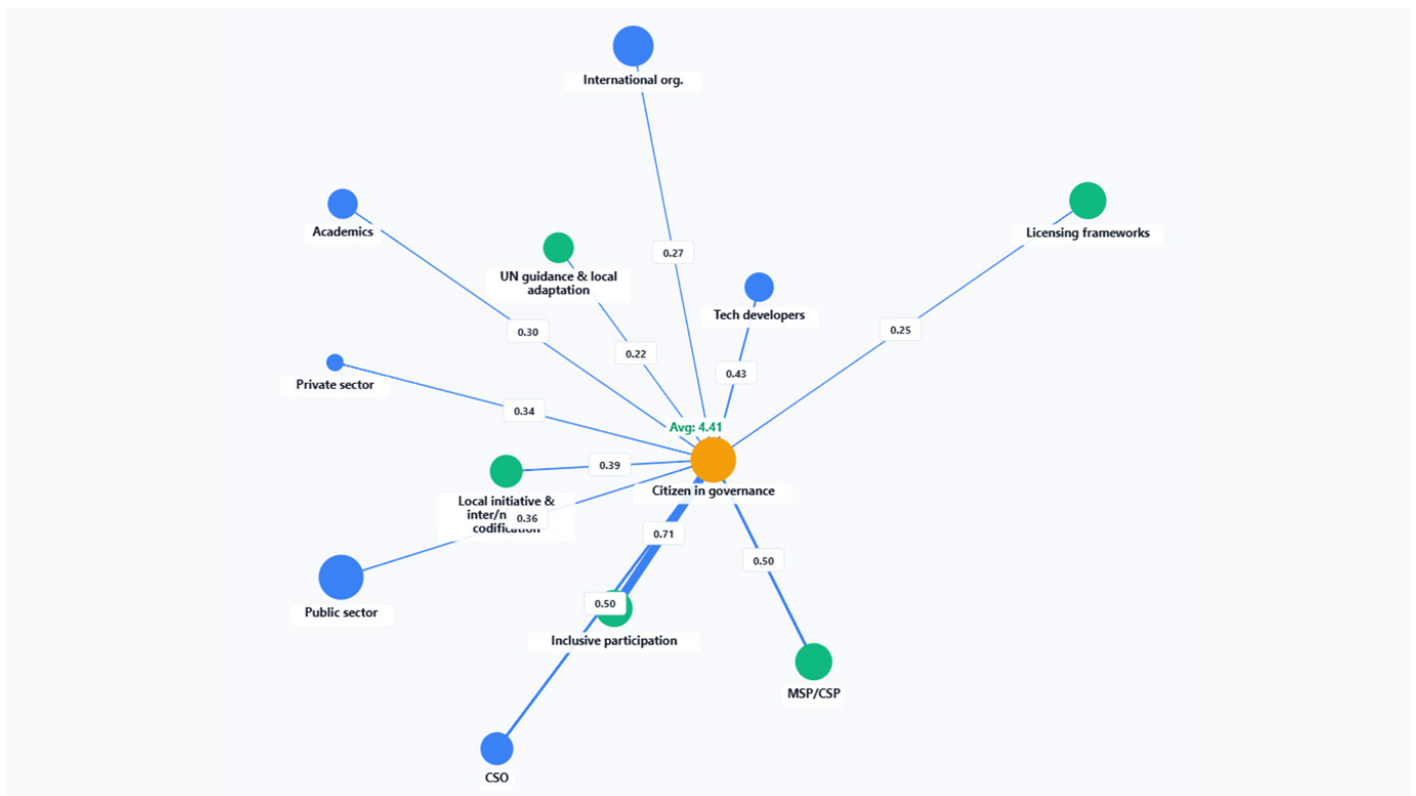 International org.
Academics
Licensing frameworks
0.27
UN guidance & local
adaptation
Tech developers
0.30
0.25
0.22
0.43
Private sector
0.34
Avg: 4.41
0.39
Citizen in governance
Local initiative &
0.36
0.71
0.50
Public sector
0.50
Inclusive participation
MSP/CSP
CSO